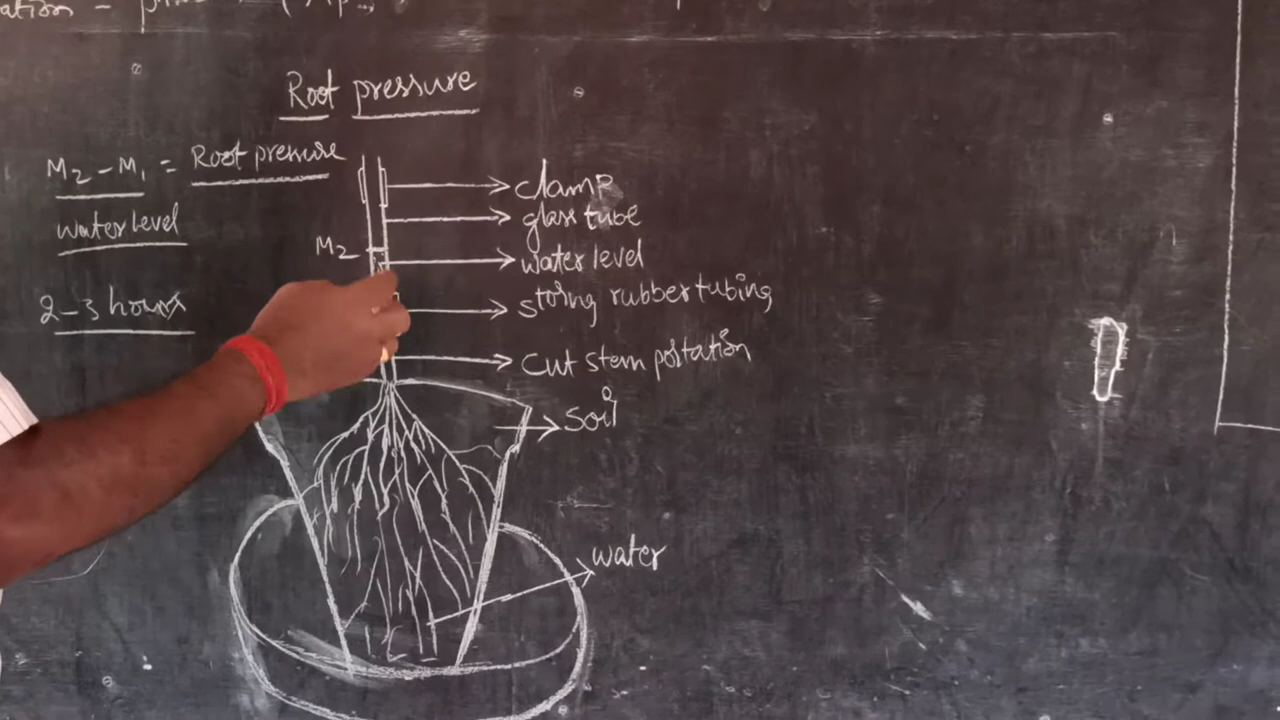 Root pressure
M2 - M1 = Root pressure
water level
2-3 hours
M2
clamp
glass tube
water level
storng rubber tubing
cut stem portation
soil
water